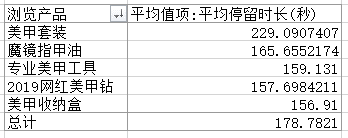 浏览产品 平均值项:平均停留时长(秒)
美甲套装 229.0907407
魔镜指甲油 165.6552174
专业美甲工具 159.131
2019网红美甲钻 157.6984211
美甲收纳盒 156.91
总计 178.7821